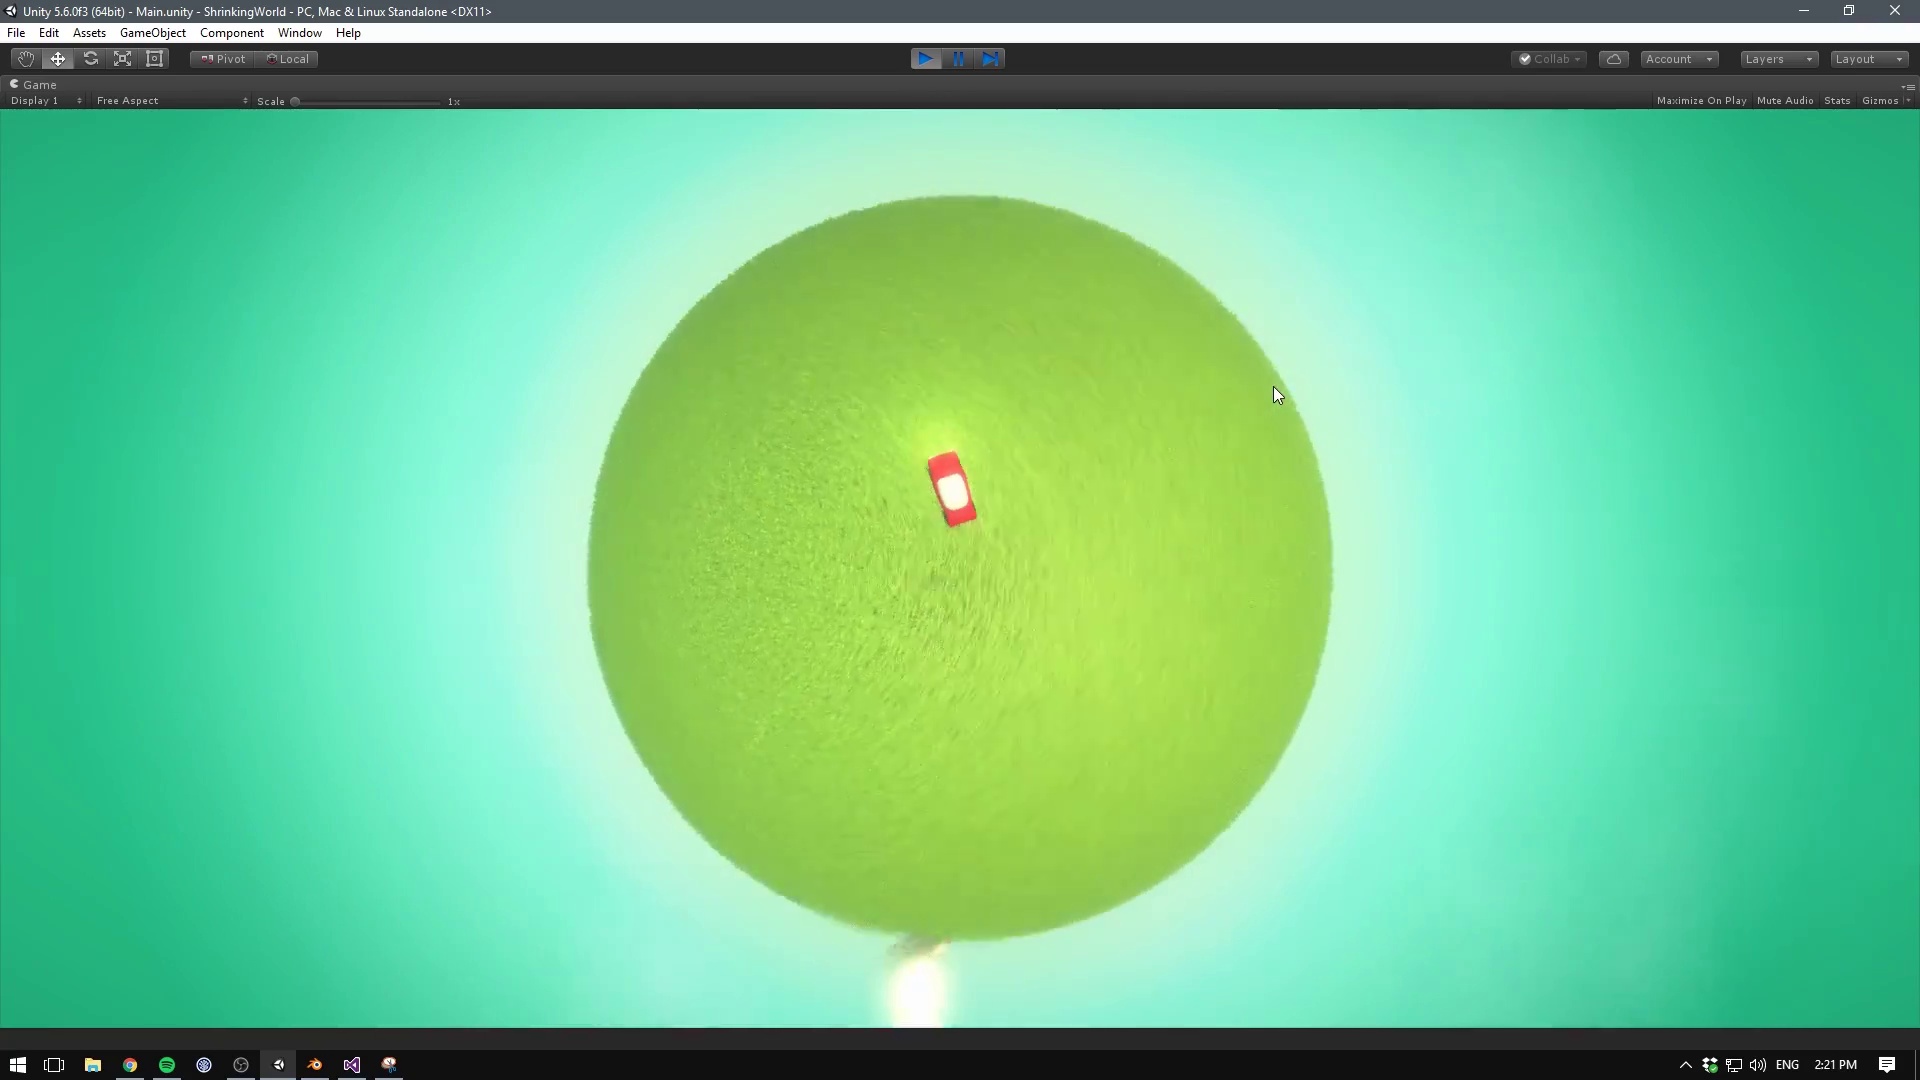 Unity 5.6.0f3 (64bit) - Main.unity - ShrinkingWorld - PC, Mac & Linux Standalone <DX11>
File Edit Assets GameObject Component Window Help
Pivot Local Collab Account Layers Layout
Game
Display 1 Free Aspect Scale 1x Maximize On Play Mute Audio Stats Gizmos
ENG 2:21 PM